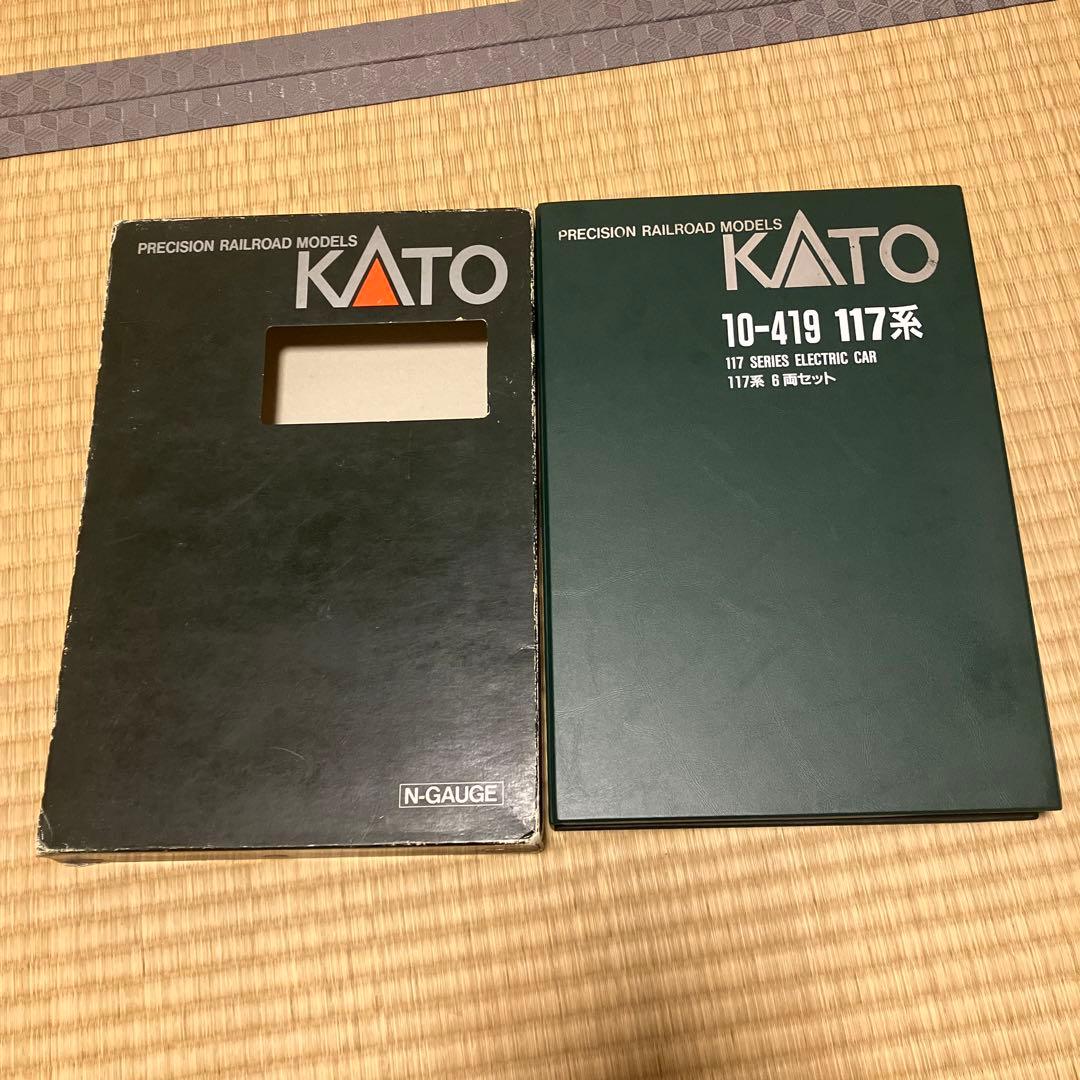 PRECISION RAILROAD MODELS
KATO
N-GAUGE
PRECISION RAILROAD MODELS
KATO
10-419 117系
117 SERIES ELECTRIC CAR
117系 6両セット